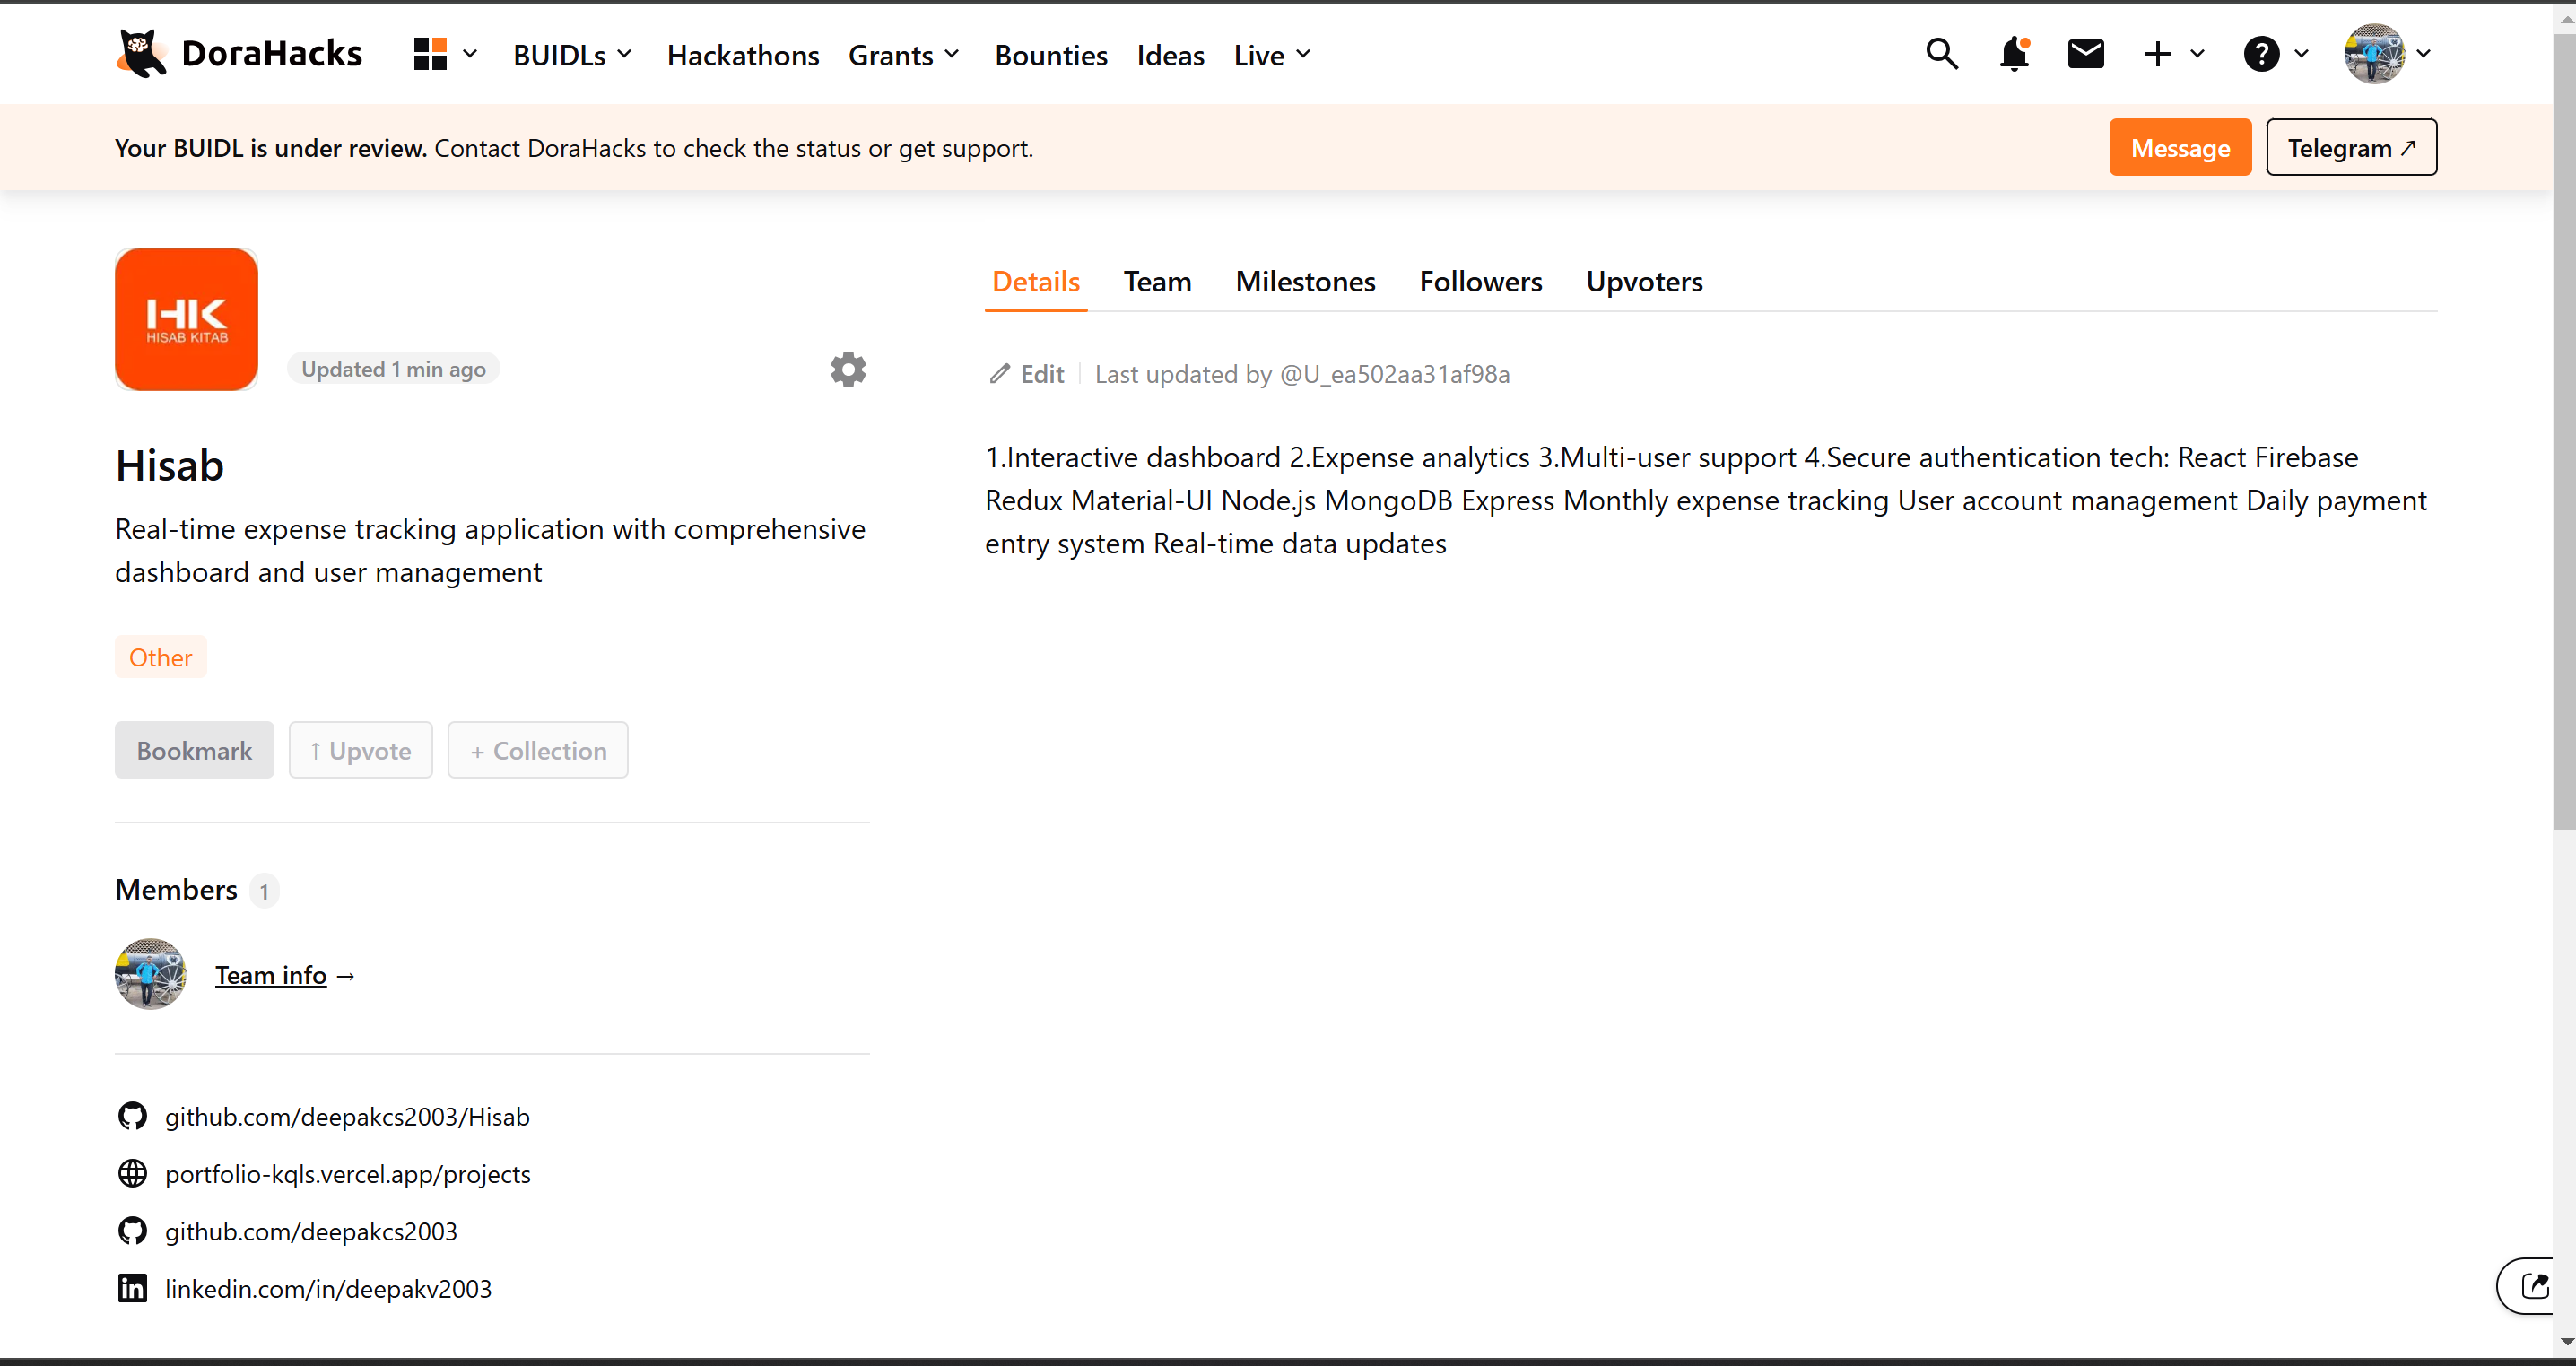 DoraHacks
BUIDLs
Hackathons
Grants
Bounties
Ideas
Live
Your BUIDL is under review. Contact DoraHacks to check the status or get support.
Message
Telegram ↗
HK
HISAB KITAB
Updated 1 min ago
Hisab
Real-time expense tracking application with comprehensive
dashboard and user management
Other
Bookmark
↑ Upvote
+ Collection
Members 1
Team info →
github.com/deepakcs2003/Hisab
portfolio-kqls.vercel.app/projects
github.com/deepakcs2003
linkedin.com/in/deepakv2003
Details
Team
Milestones
Followers
Upvoters
Edit
Last updated by @U_ea502aa31af98a
1.Interactive dashboard 2.Expense analytics 3.Multi-user support 4.Secure authentication tech: React Firebase
Redux Material-UI Node.js MongoDB Express Monthly expense tracking User account management Daily payment
entry system Real-time data updates